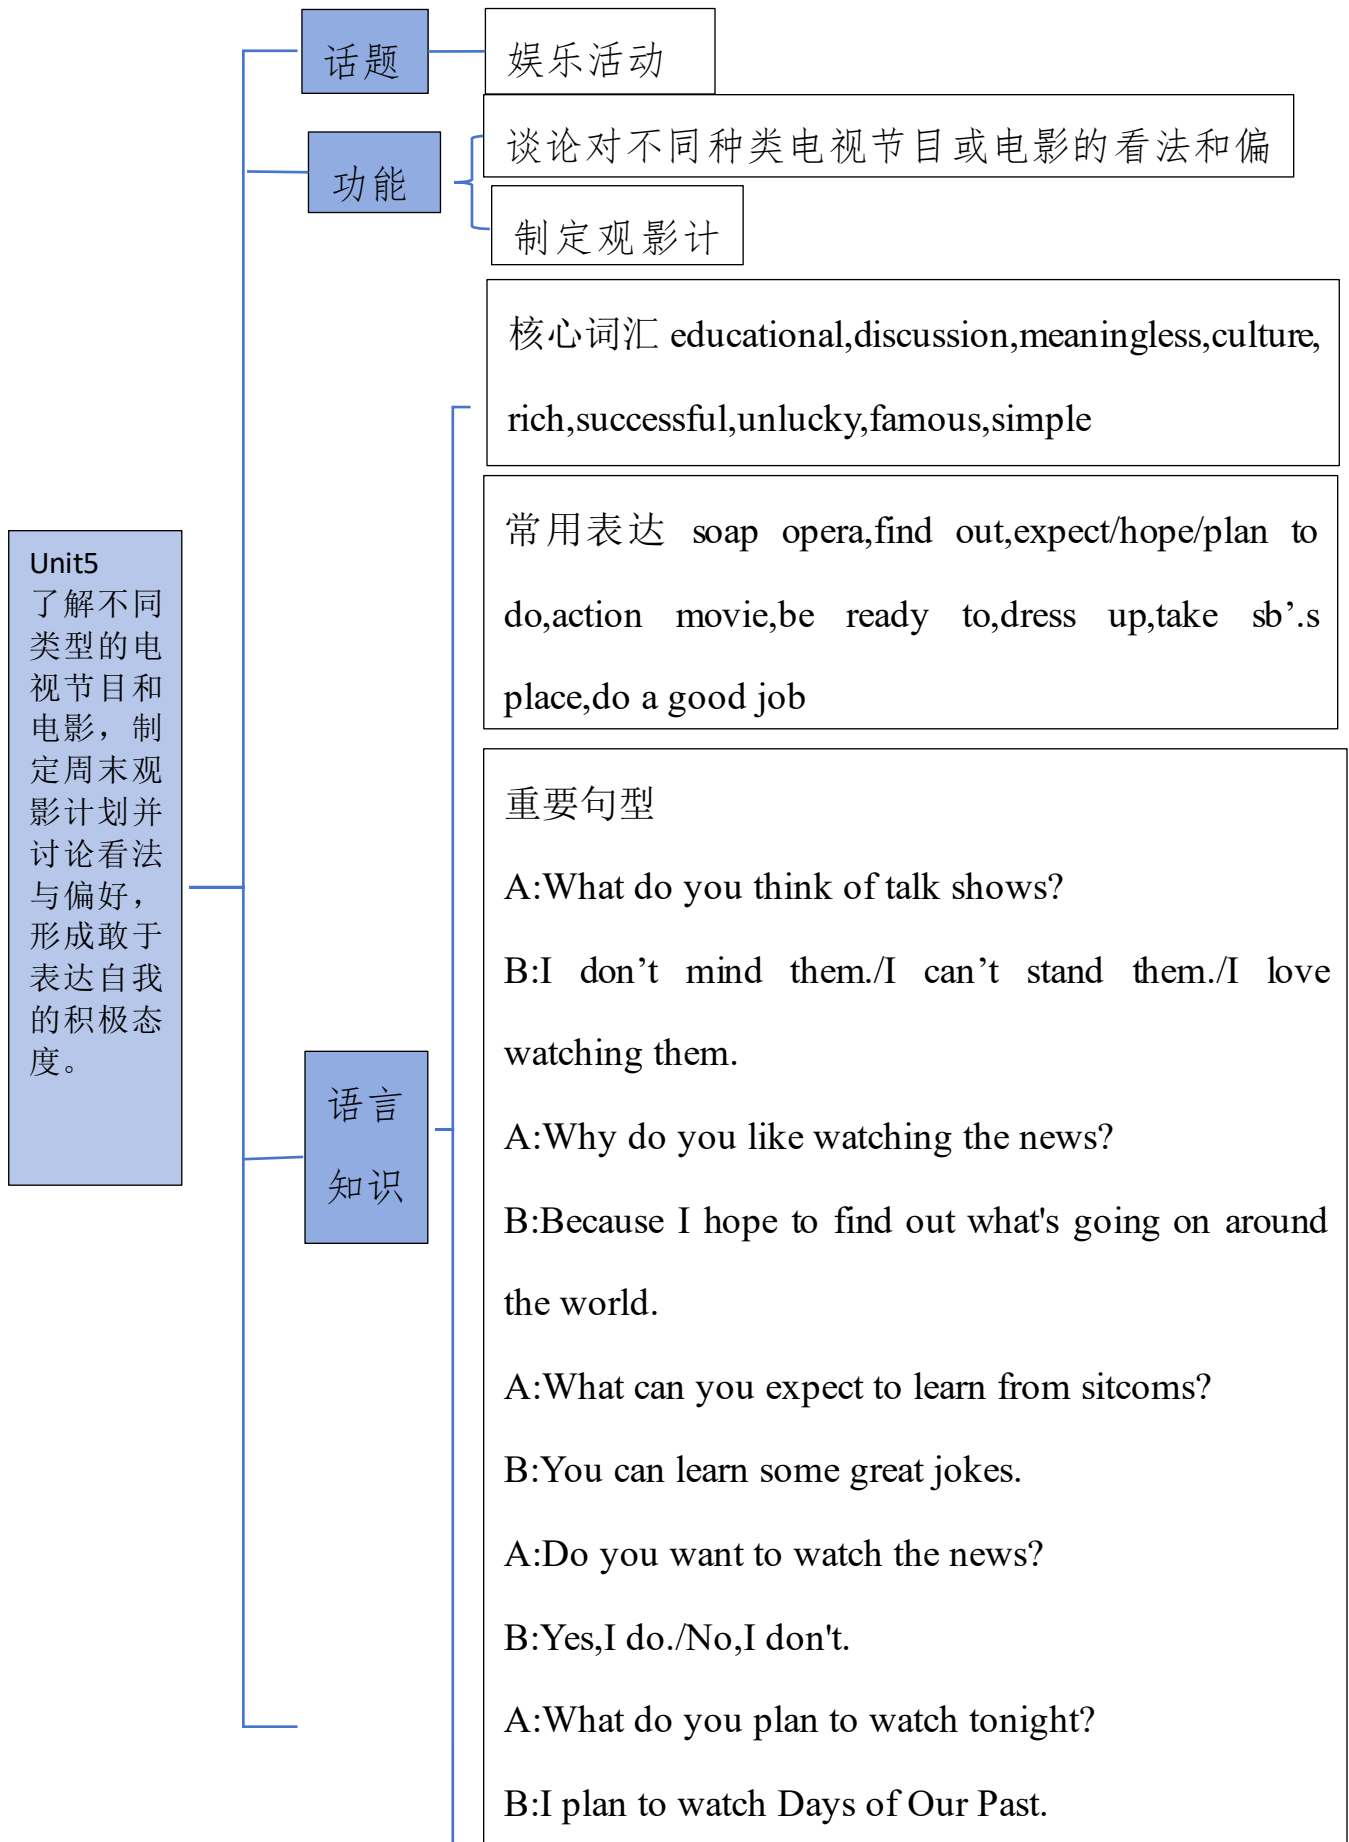 话题
娱乐活动
功能
谈论对不同种类电视节目或电影的看法和偏
制定观影计
核心词汇 educational,discussion,meaningless,culture,
rich,successful,unlucky,famous,simple
常用表达 soap opera,find out,expect/hope/plan to
do,action movie,be ready to,dress up,take sb’.s
place,do a good job
Unit5
了解不同
类型的电
视节目和
电影，制
定周末观
影计划并
讨论看法
与偏好，
形成敢于
表达自我
的积极态
度。
语言
知识
重要句型
A:What do you think of talk shows?
B:I don’t mind them./I can’t stand them./I love
watching them.
A:Why do you like watching the news?
B:Because I hope to find out what's going on around
the world.
A:What can you expect to learn from sitcoms?
B:You can learn some great jokes.
A:Do you want to watch the news?
B:Yes,I do./No,I don't.
A:What do you plan to watch tonight?
B:I plan to watch Days of Our Past.